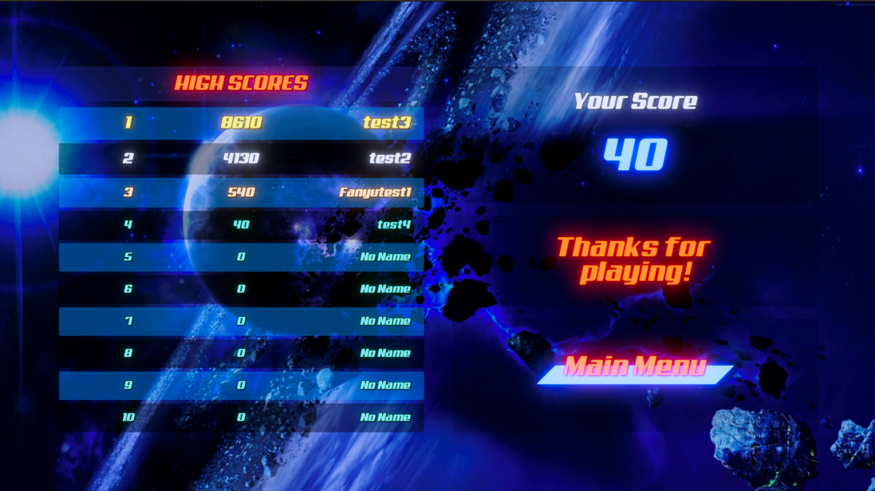 HIGH SCORES
1 8610 test3
2 4130 test2
3 540 Fanyutest1
4 40 test4
5 0 No Name
6 0 No Name
7 0 No Name
8 0 No Name
9 0 No Name
10 0 No Name
Your Score
40
Thanks for
playing!
Main Menu